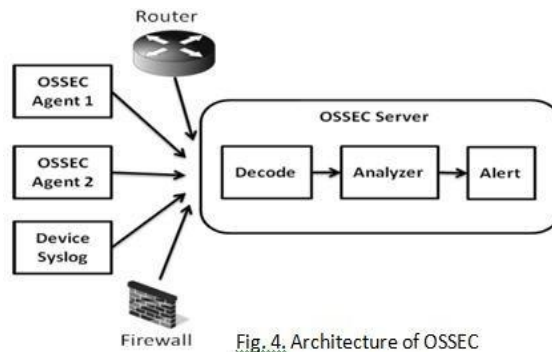 Router
OSSEC
Agent 1
OSSEC
Agent 2
Device
Syslog
Firewall
OSSEC Server
Decode
Analyzer
Alert
Fig. 4. Architecture of OSSEC